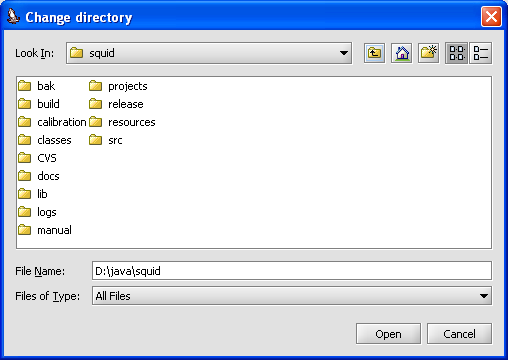 Change directory
Look In: squid
bak projects
build release
calibration resources
classes src
CVS
docs
lib
logs
manual
File Name: D:\java\squid
Files of Type: All Files
Open Cancel